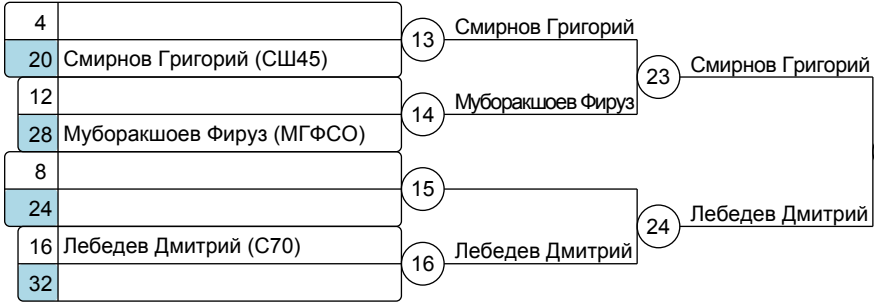 4
13
Смирнов Григорий
20 Смирнов Григорий (СШ45)
23
Смирнов Григорий
12
14
Муборакшоев Фируз
28 Муборакшоев Фируз (МГФСО)
8
15
24
24
Лебедев Дмитрий
16 Лебедев Дмитрий (С70)
16
Лебедев Дмитрий
32